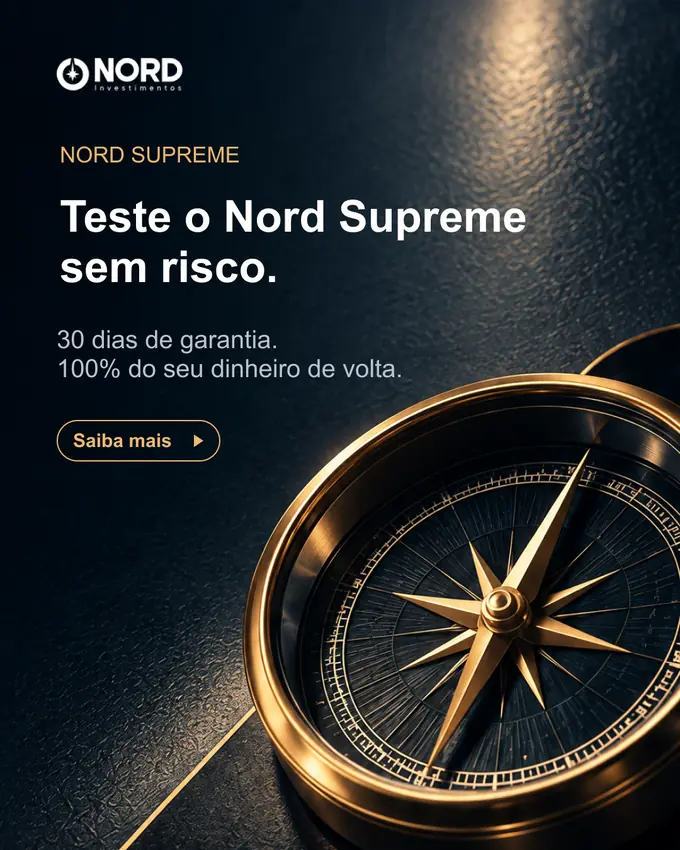 NORD
Investimentos
NORD SUPREME
Teste o Nord Supreme
sem risco.
30 dias de garantia.
100% do seu dinheiro de volta.
Saiba mais